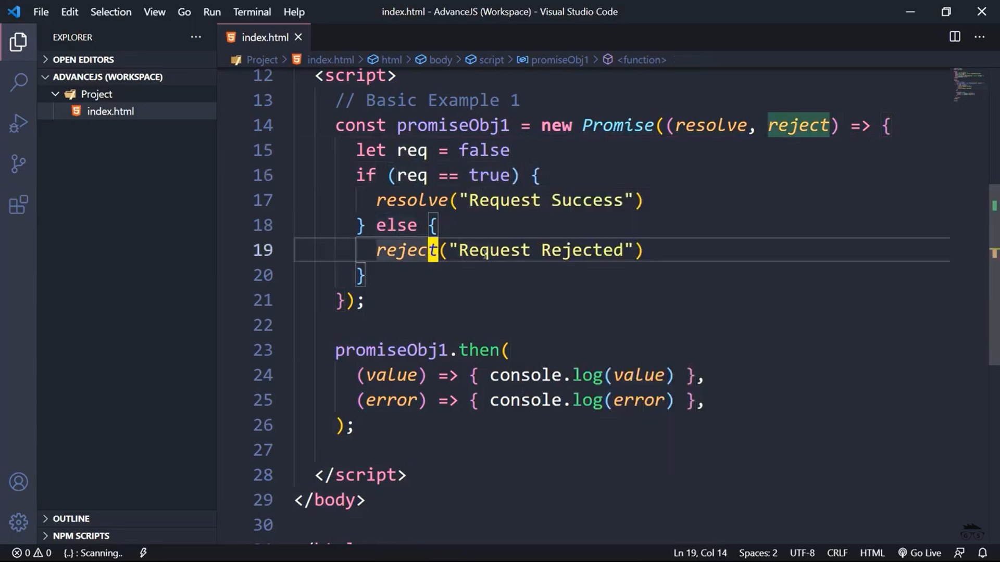 File Edit Selection View Go Run Terminal Help index.html - AdvanceJS (Workspace) - Visual Studio Code
EXPLORER
OPEN EDITORS
ADVANCEJS (WORKSPACE)
Project
index.html
OUTLINE
NPM SCRIPTS
index.html
Project > index.html > html > body > script > promiseObj1 > <function>
12 <script>
13 // Basic Example 1
14 const promiseObj1 = new Promise((resolve, reject) => {
15 let req = false
16 if (req == true) {
17 resolve("Request Success")
18 } else {
19 reject("Request Rejected")
20 }
21 });
22
23 promiseObj1.then(
24 (value) => { console.log(value) },
25 (error) => { console.log(error) },
26 );
27
28 </script>
29 </body>
30
0 0 {..} : Scanning.. Ln 19, Col 14 Spaces: 2 UTF-8 CRLF HTML Go Live